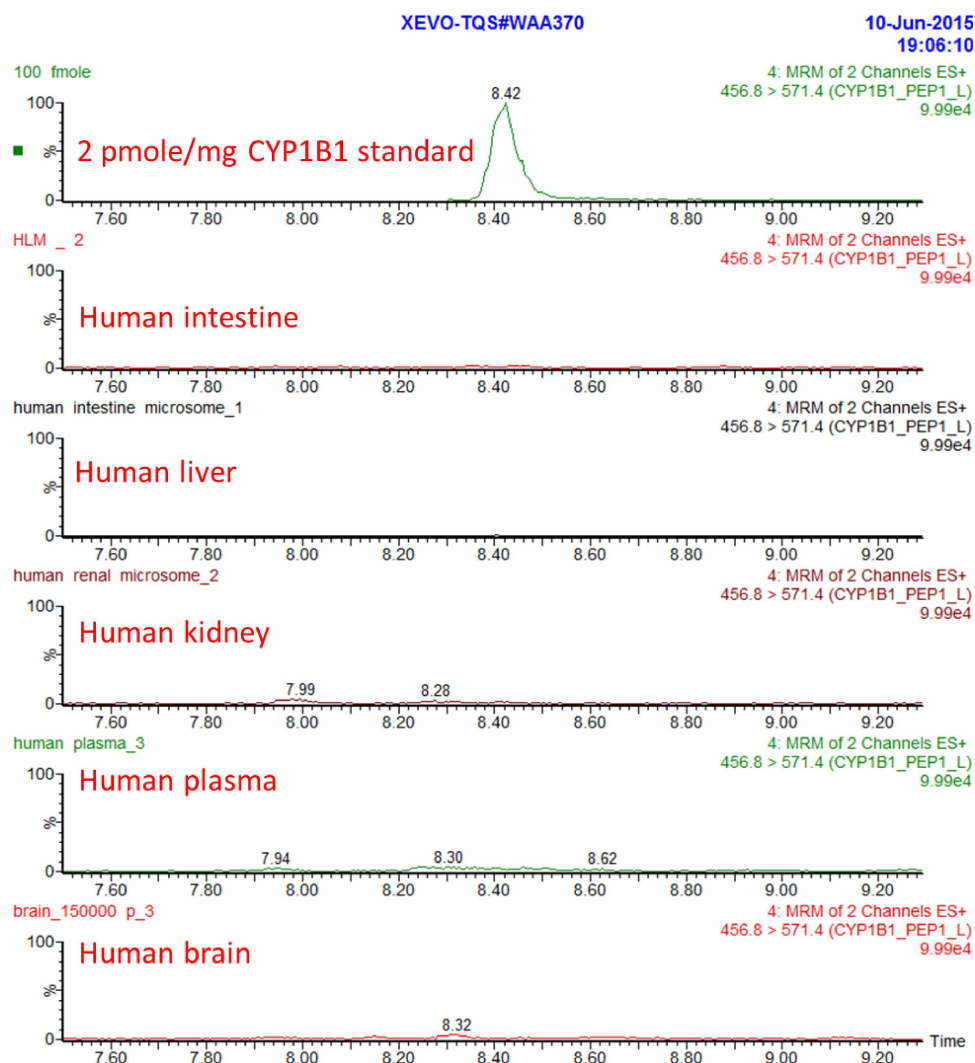 XEVO-TQS#WAA370
10-Jun-2015
19:06:10
100 fmole
4: MRM of 2 Channels ES+
456.8 > 571.4 (CYP1B1_PEP1_L)
9.99e4
8.42
100
%
2 pmole/mg CYP1B1 standard
0
7.60 7.80 8.00 8.20 8.40 8.60 8.80 9.00 9.20
HLM _ 2
4: MRM of 2 Channels ES+
456.8 > 571.4 (CYP1B1_PEP1_L)
9.99e4
100
%
Human intestine
0
7.60 7.80 8.00 8.20 8.40 8.60 8.80 9.00 9.20
human intestine microsome_1
4: MRM of 2 Channels ES+
456.8 > 571.4 (CYP1B1_PEP1_L)
9.99e4
100
%
Human liver
0
7.60 7.80 8.00 8.20 8.40 8.60 8.80 9.00 9.20
human renal microsome_2
4: MRM of 2 Channels ES+
456.8 > 571.4 (CYP1B1_PEP1_L)
9.99e4
100
%
Human kidney
7.99 8.28
0
7.60 7.80 8.00 8.20 8.40 8.60 8.80 9.00 9.20
human plasma_3
4: MRM of 2 Channels ES+
456.8 > 571.4 (CYP1B1_PEP1_L)
9.99e4
100
%
Human plasma
7.94 8.30 8.62
0
7.60 7.80 8.00 8.20 8.40 8.60 8.80 9.00 9.20
brain_150000 p_3
4: MRM of 2 Channels ES+
456.8 > 571.4 (CYP1B1_PEP1_L)
9.99e4
100
%
Human brain
8.32
0
Time
7.60 7.80 8.00 8.20 8.40 8.60 8.80 9.00 9.20